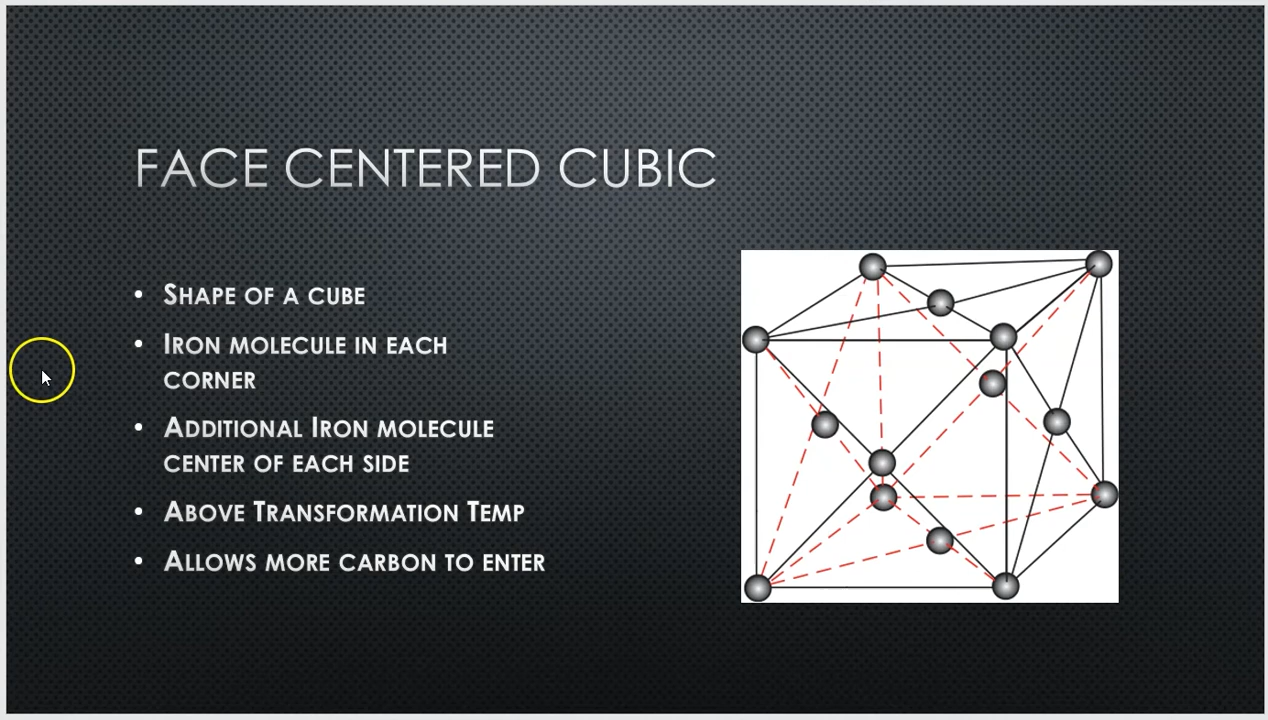 FACE CENTERED CUBIC
• SHAPE OF A CUBE
• IRON MOLECULE IN EACH
CORNER
• ADDITIONAL IRON MOLECULE
CENTER OF EACH SIDE
• ABOVE TRANSFORMATION TEMP
• ALLOWS MORE CARBON TO ENTER